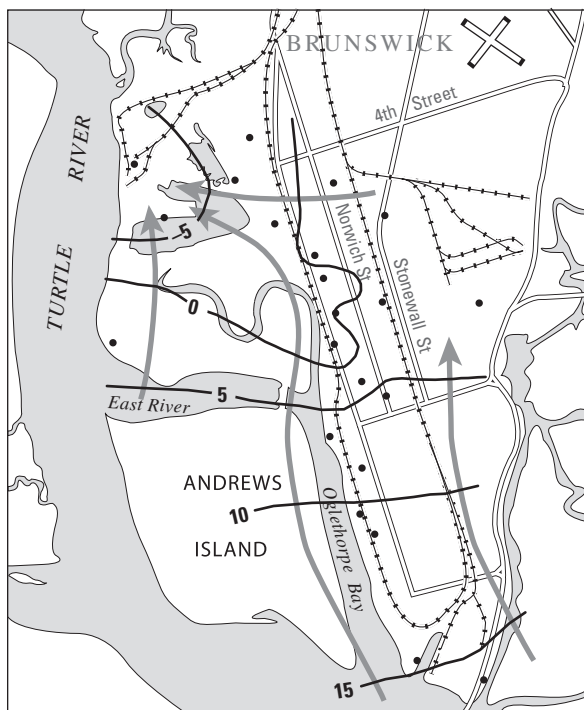 BRUNSWICK
4th Street
TURTLE RIVER
–5
Norwich St
Stonewall St
0
5
East River
ANDREWS
ISLAND
10
Oglethorpe Bay
15